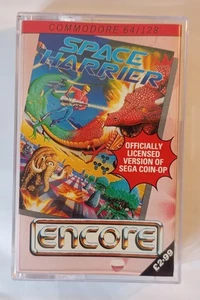 COMMODORE 64/128
SPACE
HARRIER
OFFICIALLY
LICENSED
VERSION OF
SEGA COIN-OP
encore
£2.99